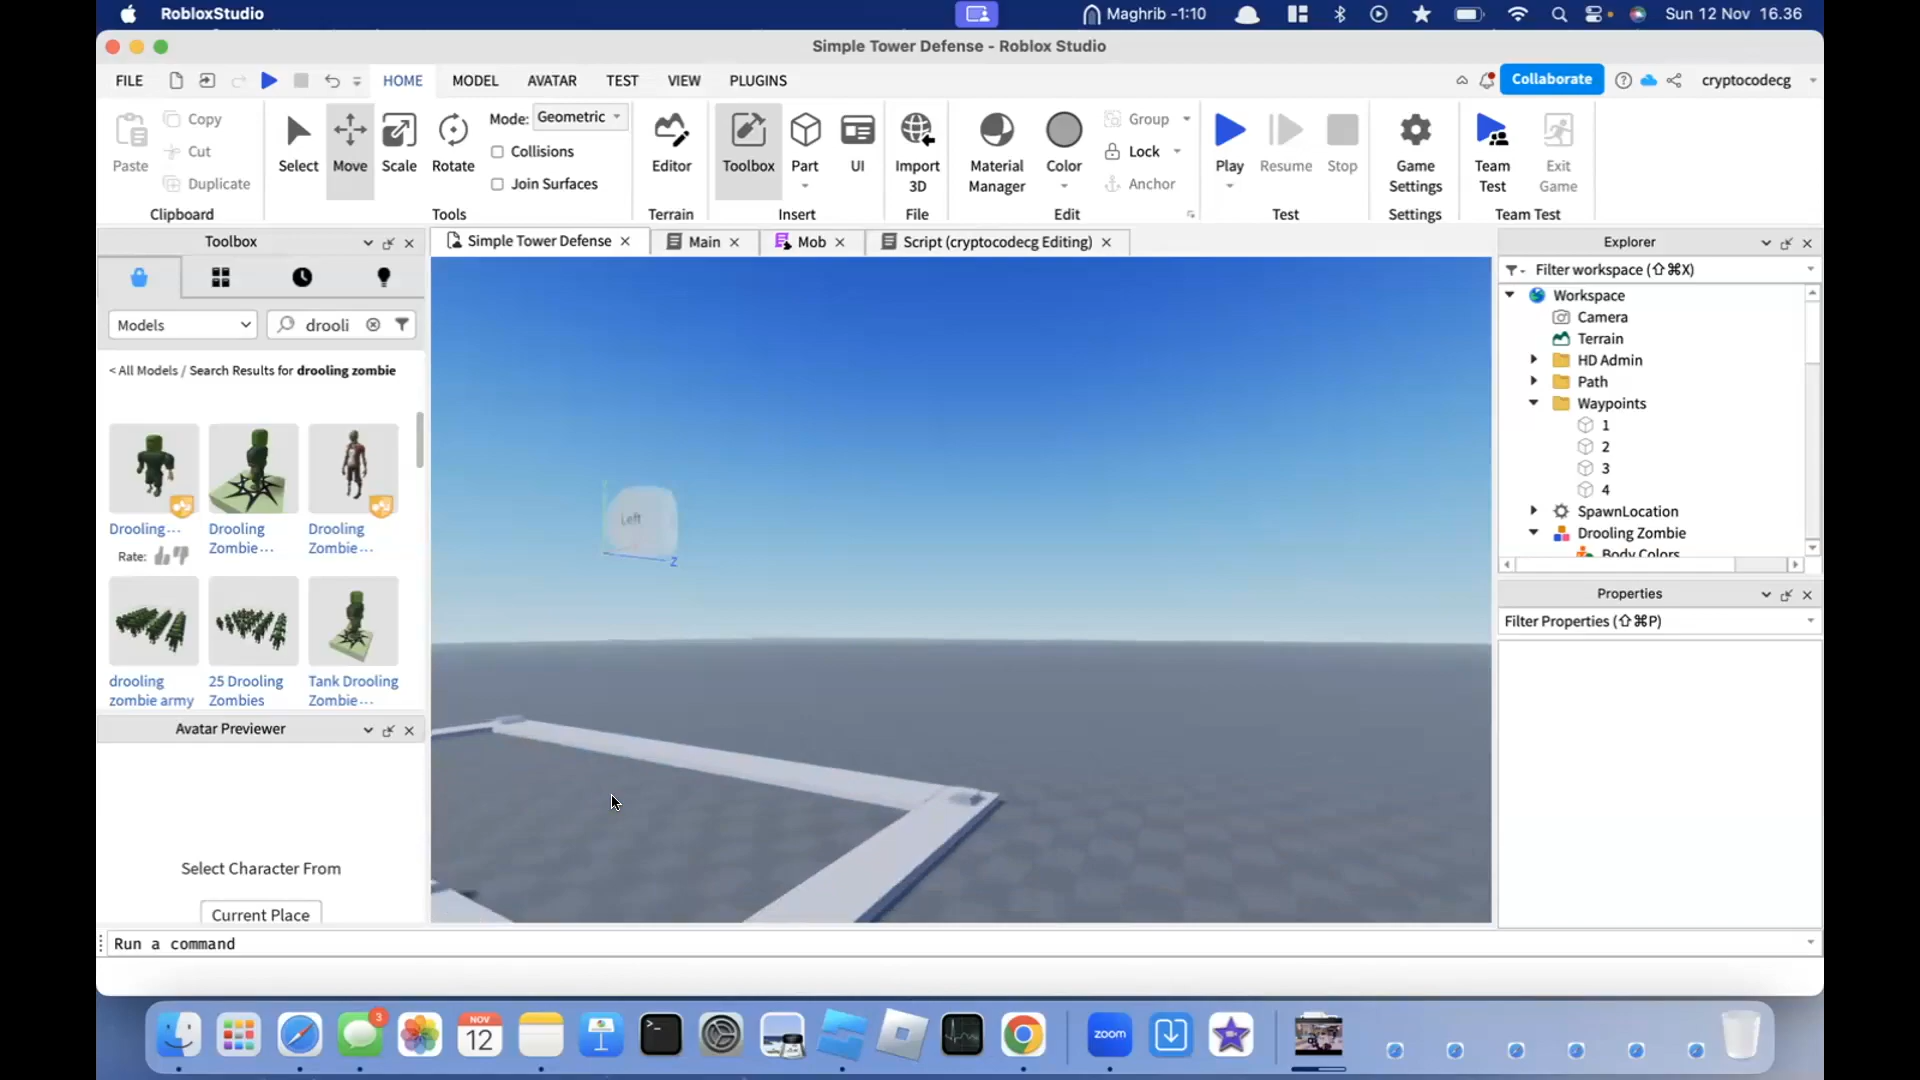 RobloxStudio
Maghrib -1:10
Sun 12 Nov 16.36
Simple Tower Defense - Roblox Studio
FILE
HOME
MODEL
AVATAR
TEST
VIEW
PLUGINS
Collaborate
cryptocodecg
Paste
Copy
Cut
Duplicate
Clipboard
Select
Move
Scale
Rotate
Mode:
Geometric
Collisions
Join Surfaces
Tools
Editor
Terrain
Toolbox
Part
UI
Insert
Import
3D
File
Material
Manager
Color
Group
Lock
Anchor
Edit
Play
Resume
Stop
Test
Game
Settings
Settings
Team
Test
Exit
Game
Team Test
Toolbox
Simple Tower Defense
Main
Mob
Script (cryptocodecg Editing)
Explorer
Filter workspace (⇧⌘X)
Models
drooli
< All Models / Search Results for drooling zombie
Drooling...
Rate:
Drooling
Zombie...
Drooling
Zombie...
drooling
zombie army
25 Drooling
Zombies
Tank Drooling
Zombie...
Left
Z
Workspace
Camera
Terrain
HD Admin
Path
Waypoints
1
2
3
4
SpawnLocation
Drooling Zombie
Body Colors
Properties
Filter Properties (⇧⌘P)
Avatar Previewer
Select Character From
Current Place
Run a command
3
NOV
12
zoom